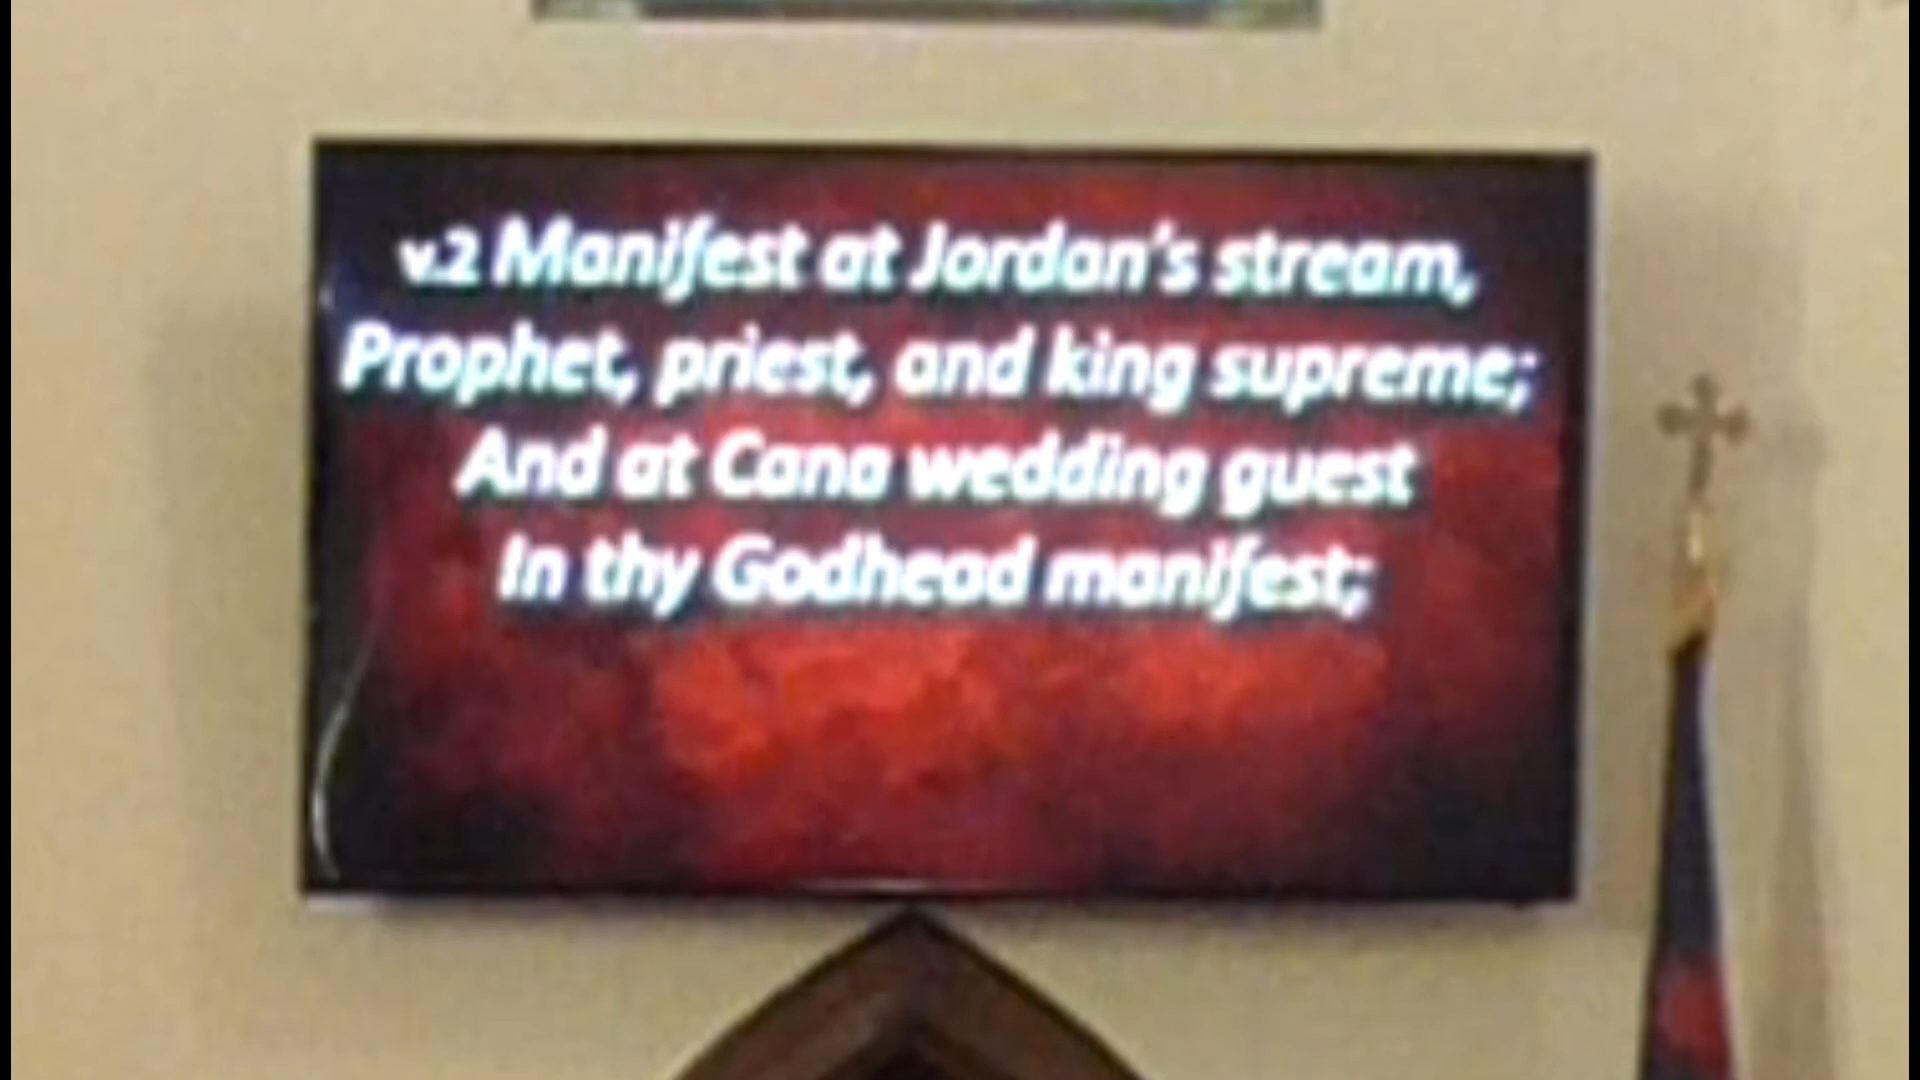 v.2 Manifest at Jordan's stream,
Prophet, priest, and king supreme;
And at Cana wedding guest
In thy Godhead manifest;